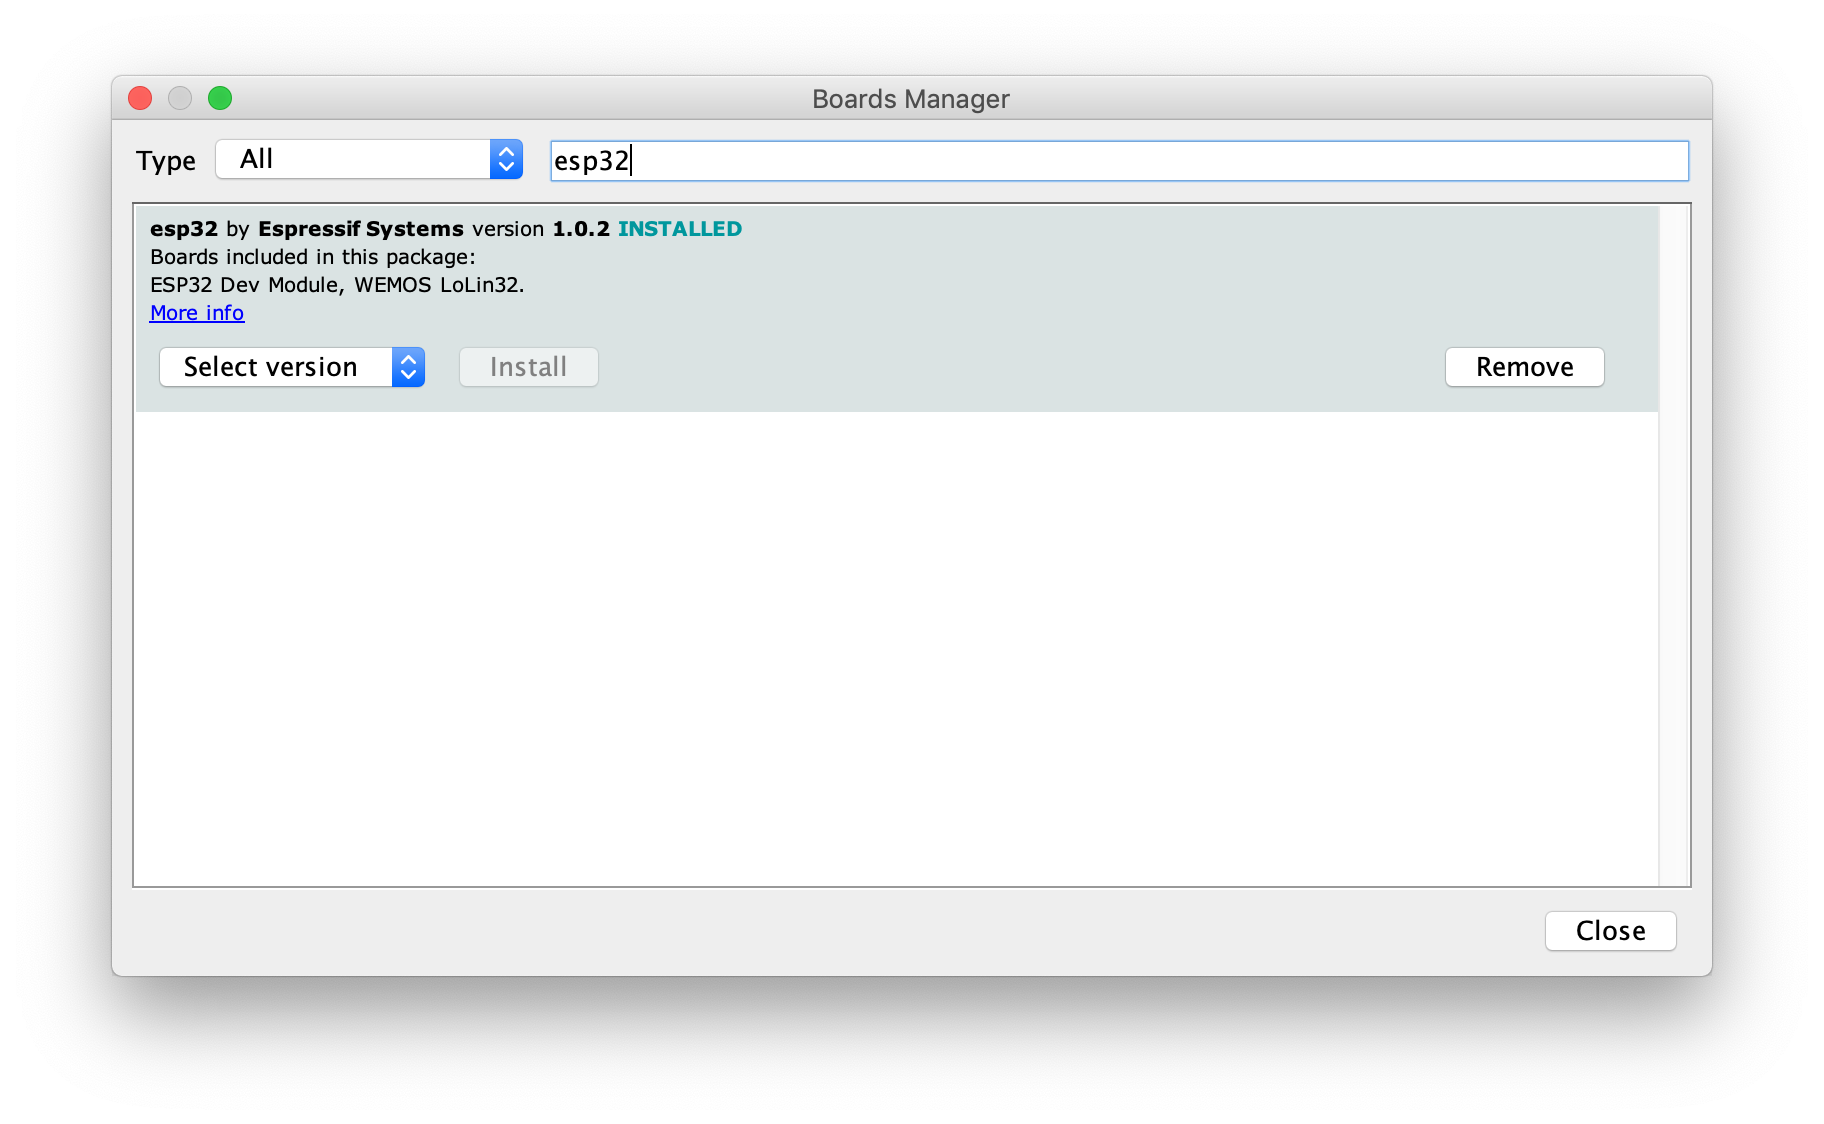 Boards Manager
Type All esp32
esp32 by Espressif Systems version 1.0.2 INSTALLED
Boards included in this package:
ESP32 Dev Module, WEMOS LoLin32.
More info
Select version Install Remove
Close